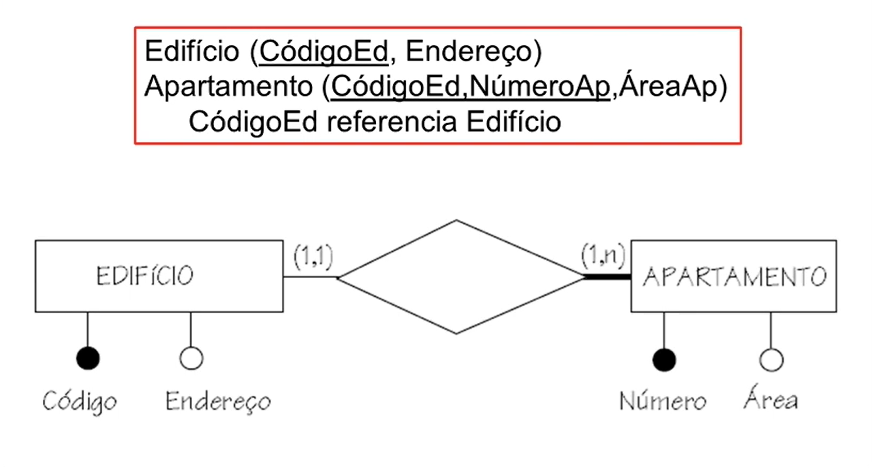 Edifício (CódigoEd, Endereço)
Apartamento (CódigoEd,NúmeroAp,ÁreaAp)
CódigoEd referencia Edifício
(1,1)
(1,n)
EDIFíCIO
APARTAMENTO
Código
Endereço
Número
Área